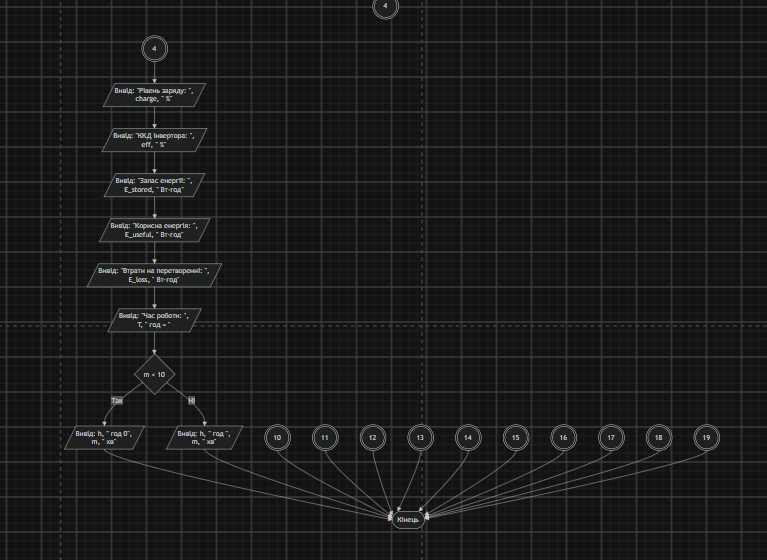 4
4
Вивід: "Рівень заряду: ",
charge, " %"
Вивід: "ККД інвертора: ",
eff, " %"
Вивід: "Запас енергії: ",
E_stored, " Вт·год"
Вивід: "Корисна енергія: ",
E_useful, " Вт·год"
Вивід: "Втрати на перетворенні: ",
E_loss, " Вт·год"
Вивід: "Час роботи: ",
T, " год = "
m < 10
Так
Ні
Вивід: h, " год 0",
m, " хв"
Вивід: h, " год ",
m, " хв"
10
11
12
13
14
15
16
17
18
19
Кінець